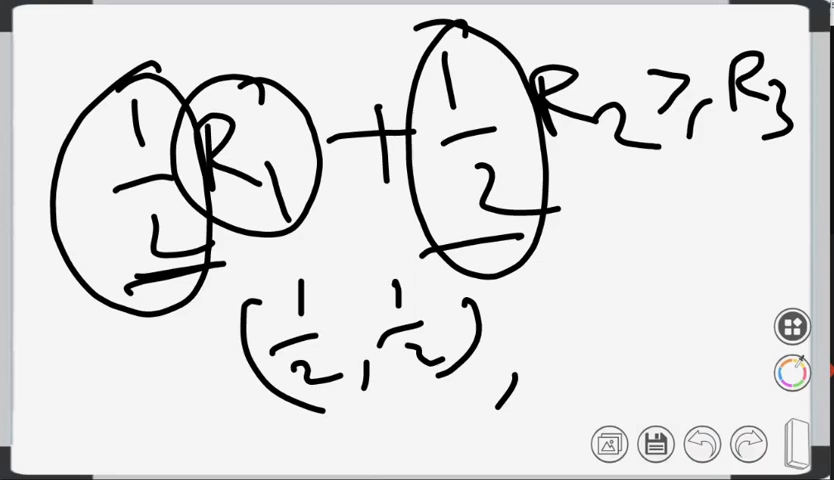 1/2 R1 + 1/2 R2 ≥, R3
(1/2, 1/2),